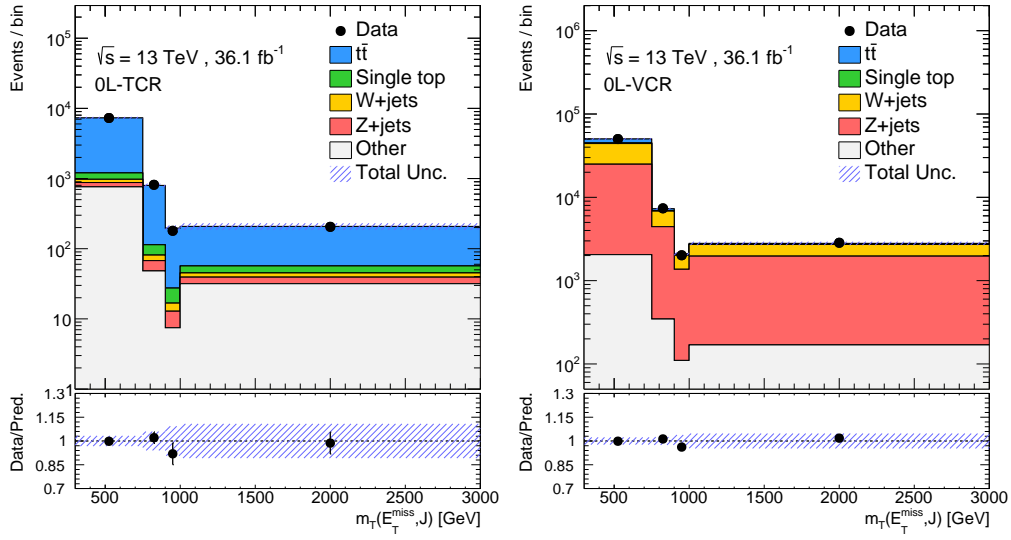 Events / bin
10⁵
10⁴
10³
10²
10
1
√s = 13 TeV , 36.1 fb⁻¹
0L-TCR
Data
tt̄
Single top
W+jets
Z+jets
Other
Total Unc.
Data/Pred.
1.3
1.15
1
0.85
0.7
500 1000 1500 2000 2500 3000
m_T(E_T^miss,J) [GeV]
Events / bin
10⁶
10⁵
10⁴
10³
10²
√s = 13 TeV , 36.1 fb⁻¹
0L-VCR
Data
tt̄
Single top
W+jets
Z+jets
Other
Total Unc.
Data/Pred.
1.3
1.15
1
0.85
0.7
500 1000 1500 2000 2500 3000
m_T(E_T^miss,J) [GeV]